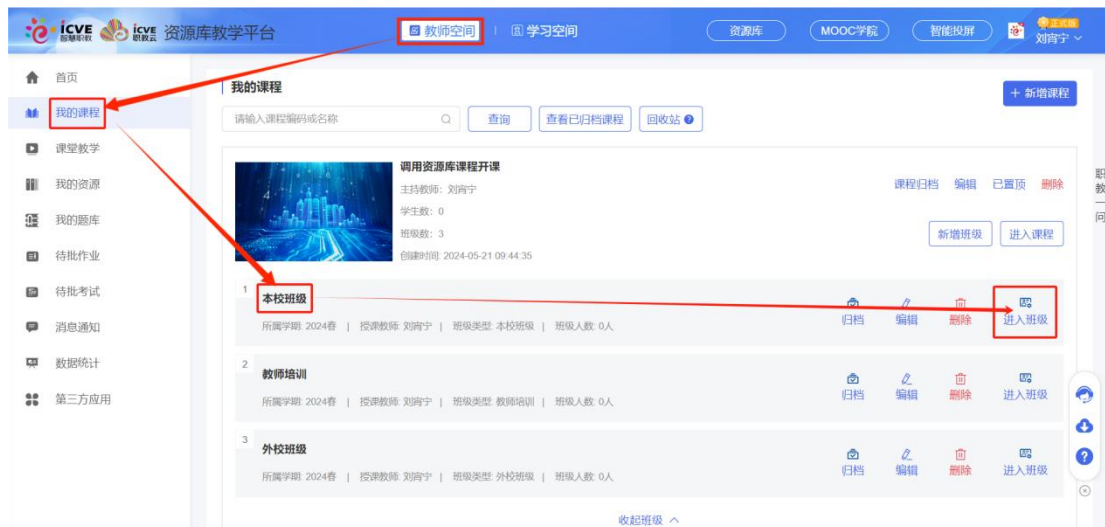 icve 智慧职教 icve 职教云 资源库教学平台 教师空间 学习空间 资源库 MOOC学院 智能投屏 正式版 刘宵宁
首页
我的课程
课堂教学
我的资源
我的题库
待批作业
待批考试
消息通知
数据统计
第三方应用
我的课程 + 新增课程
请输入课程编码或名称 查询 查看已归档课程 回收站 ?
调用资源库课程开课
主持教师: 刘宵宁 课程归档 编辑 已置顶 删除
学生数: 0
班级数: 3 新增班级 进入课程
创建时间: 2024-05-21 09:44:35
1 本校班级
所属学期: 2024春 | 授课教师: 刘宵宁 | 班级类型: 本校班级 | 班级人数: 0人 归档 编辑 删除 进入班级
2 教师培训
所属学期: 2024春 | 授课教师: 刘宵宁 | 班级类型: 教师培训 | 班级人数: 0人 归档 编辑 删除 进入班级
3 外校班级
所属学期: 2024春 | 授课教师: 刘宵宁 | 班级类型: 外校班级 | 班级人数: 0人 归档 编辑 删除 进入班级
收起班级
职
教
一
问
?